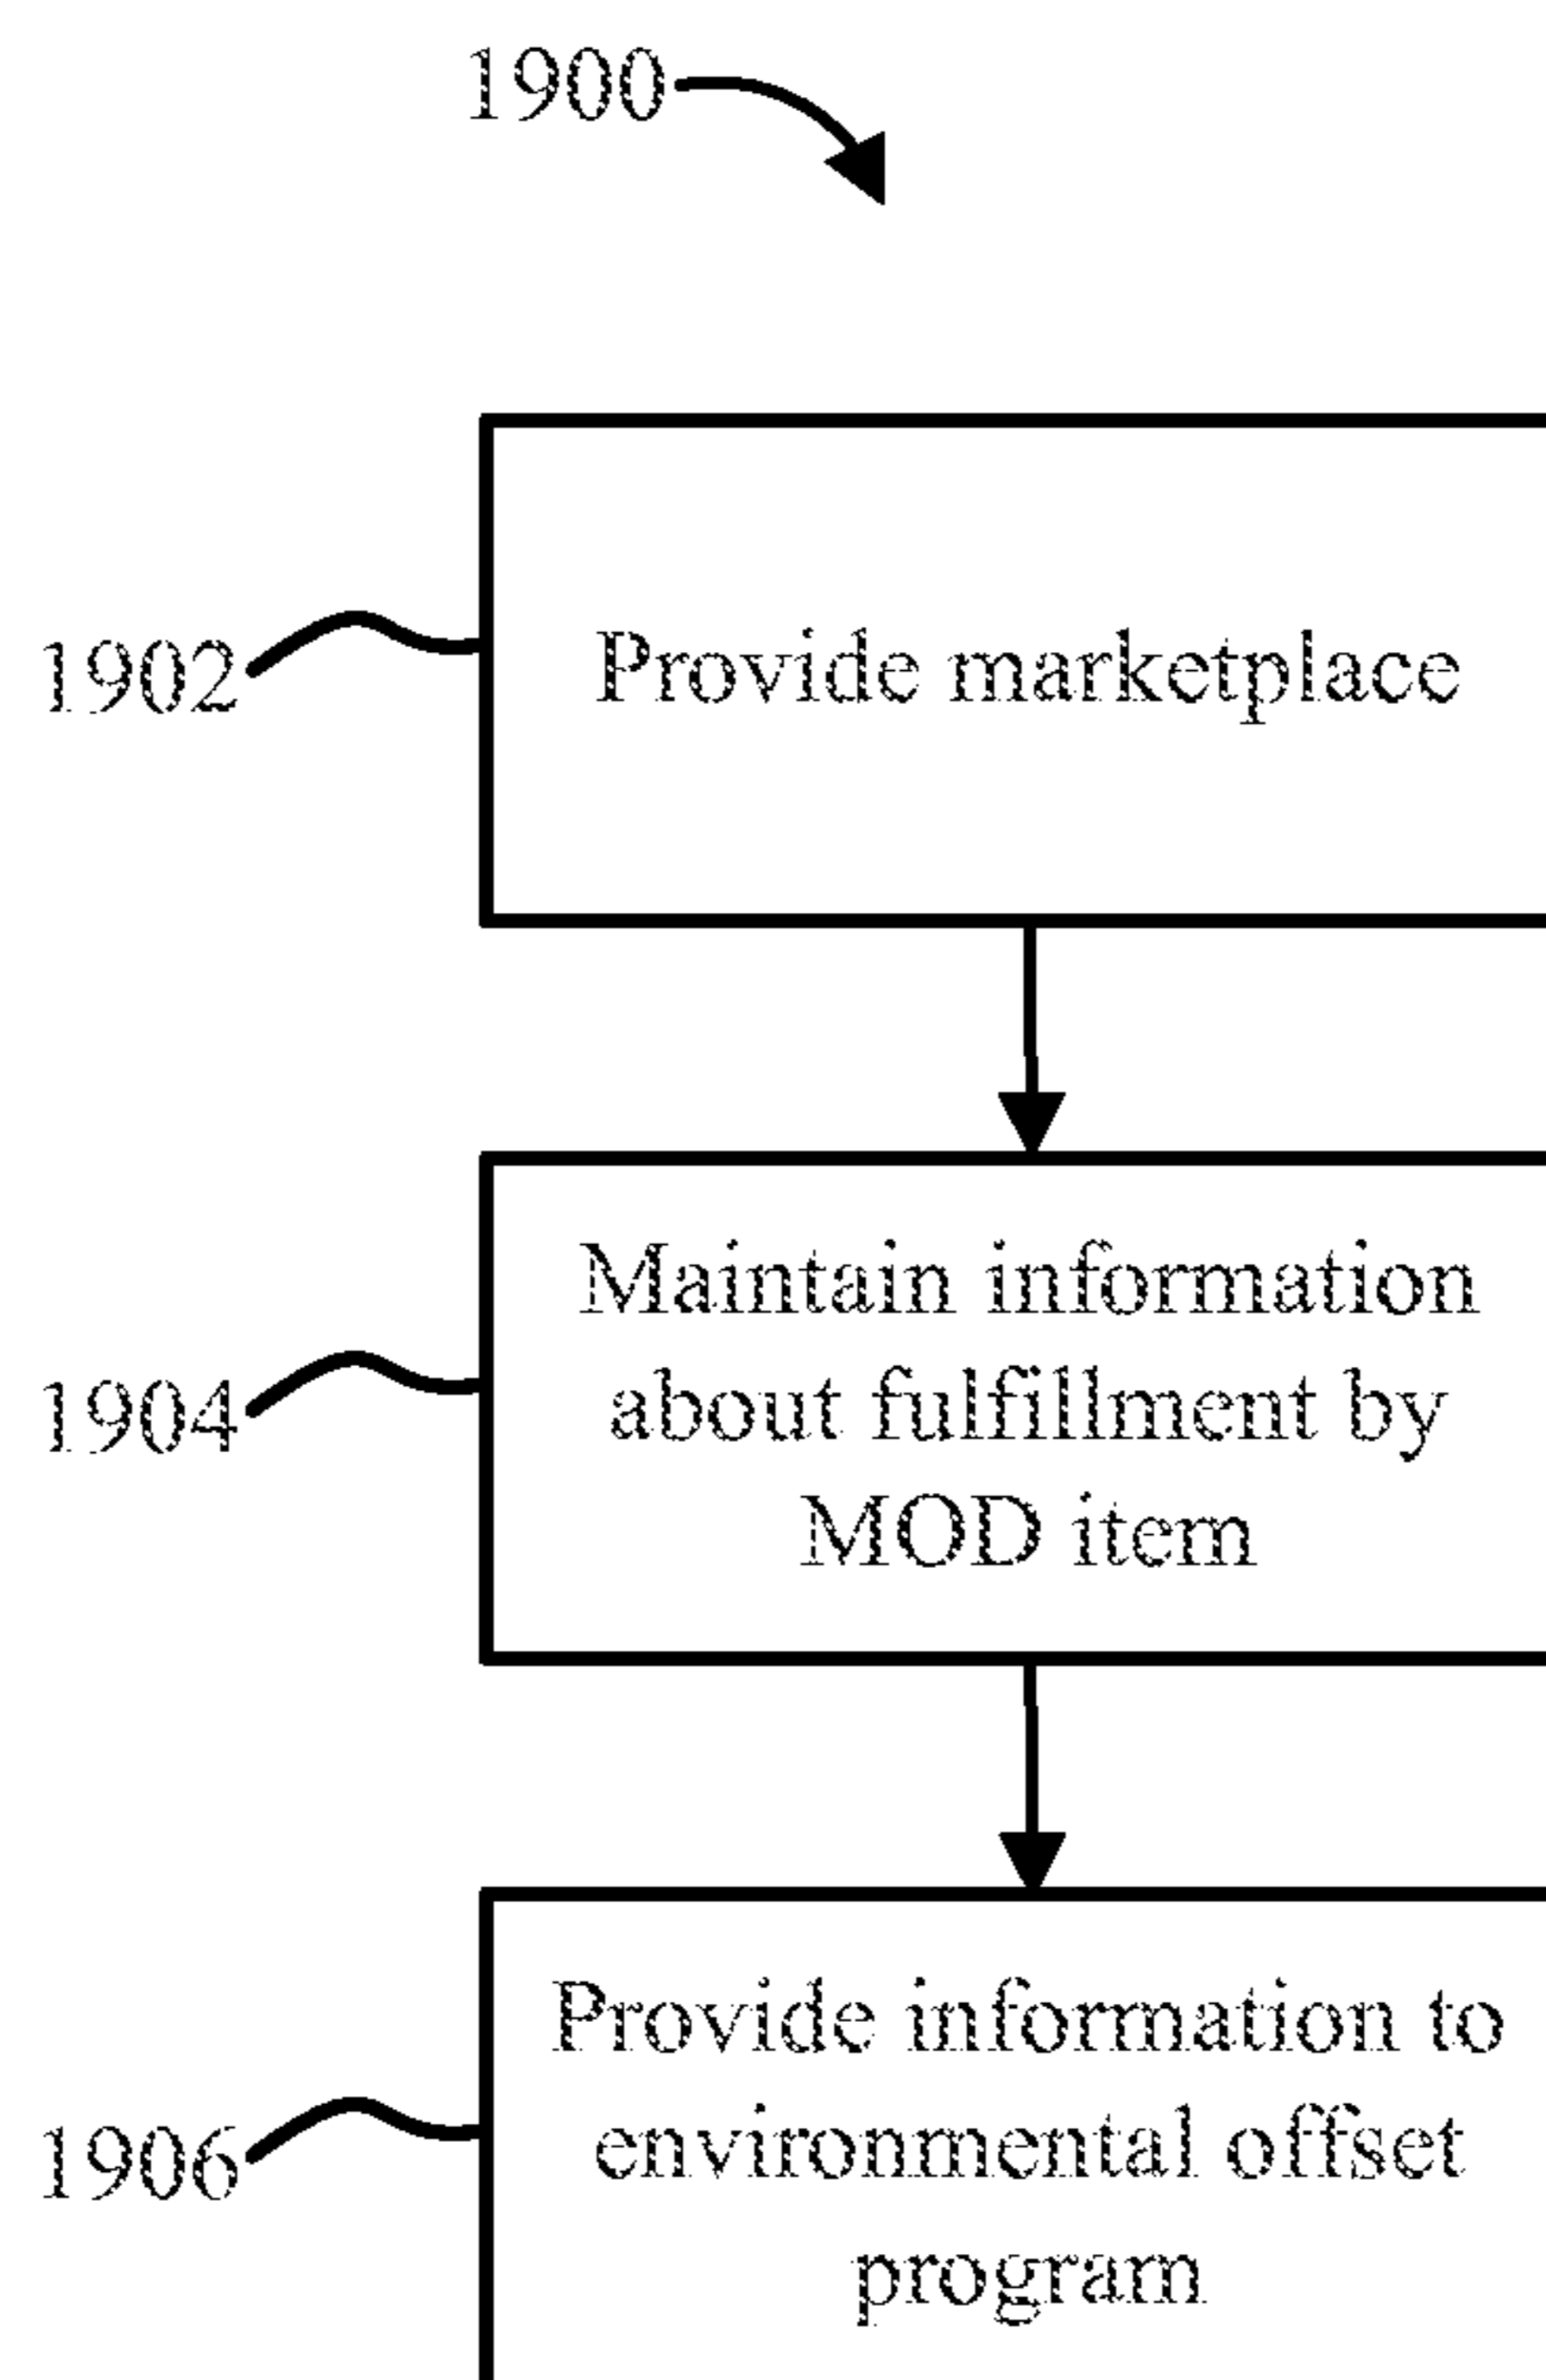 1900
1902
Provide marketplace
1904
Maintain information
about fulfillment by
MOD item
1906
Provide information to
environmental offset
program